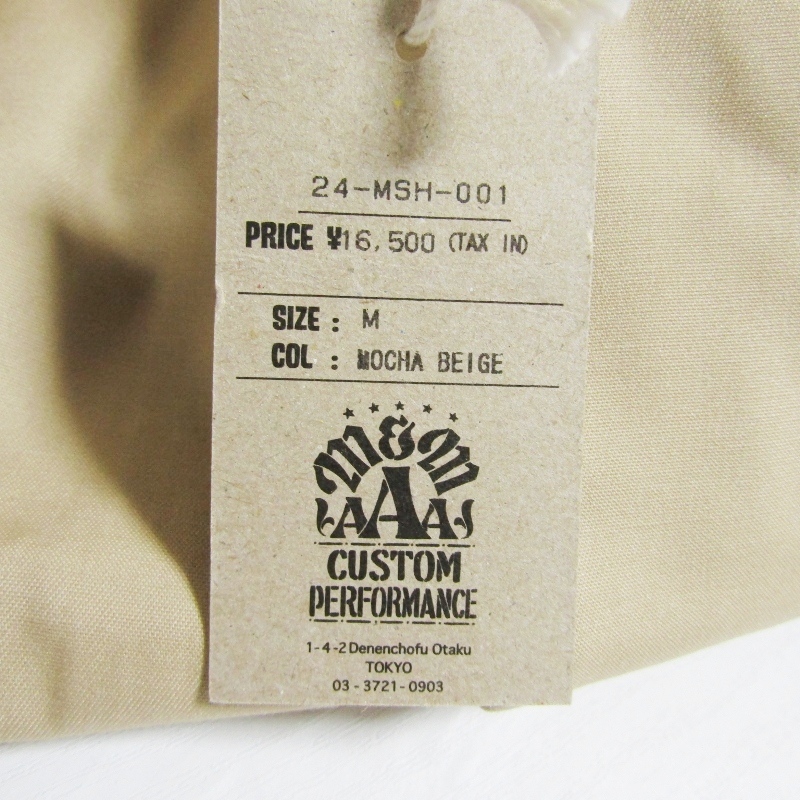 24-MSH-001
PRICE ¥16,500 (TAX IN)
SIZE : M
COL : MOCHA BEIGE
M&M
AAA
CUSTOM
PERFORMANCE
1-4-2 Denenchofu Otaku
TOKYO
03-3721-0903